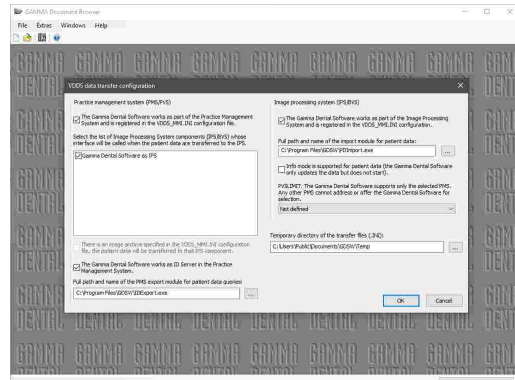 GAMMA Document Browser
File Extras Windows Help
VDDS data transfer configuration
Practice management system (PMS/PVS)
The Gamma Dental Software works as part of the Practice Management
System and is registered in the VDDS_MMI.INI configuration file.
Select the list of Image Processing System components (IPS/BVS) whose
interface will be called when the patient data are transferred to the IPS.
Gamma Dental Software as IPS
There is an image archive specified in the VDDS_MMI.INI configuration
file, the patient data will be transferred to that IPS component.
The Gamma Dental Software works as ID Server in the Practice
Management System.
Full path and name of the PMS export module for patient data queries:
C:\Program Files\GDSW\IDExport.exe
...
Image processing system (IPS/BVS)
The Gamma Dental Software works as part of the Image Processing
System and is registered in the VDDS_MMI.INI configuration.
Full path and name of the import module for patient data:
C:\Program Files\GDSW\PDImport.exe
...
Info mode is supported for patient data (the Gamma Dental Software
only updates the data but does not start).
PVSLIMIT. The Gamma Dental Software supports only the selected PMS.
Any other PMS cannot address or offer the Gamma Dental Software for
selection.
Not defined
Temporary directory of the transfer files (.INI):
C:\Users\Public\Documents\GDSW\Temp
...
OK Cancel
GAMMA GAMMA GAMMA GAMMA GAMMA GAMMA GAMMA GAMMA
DENTAL